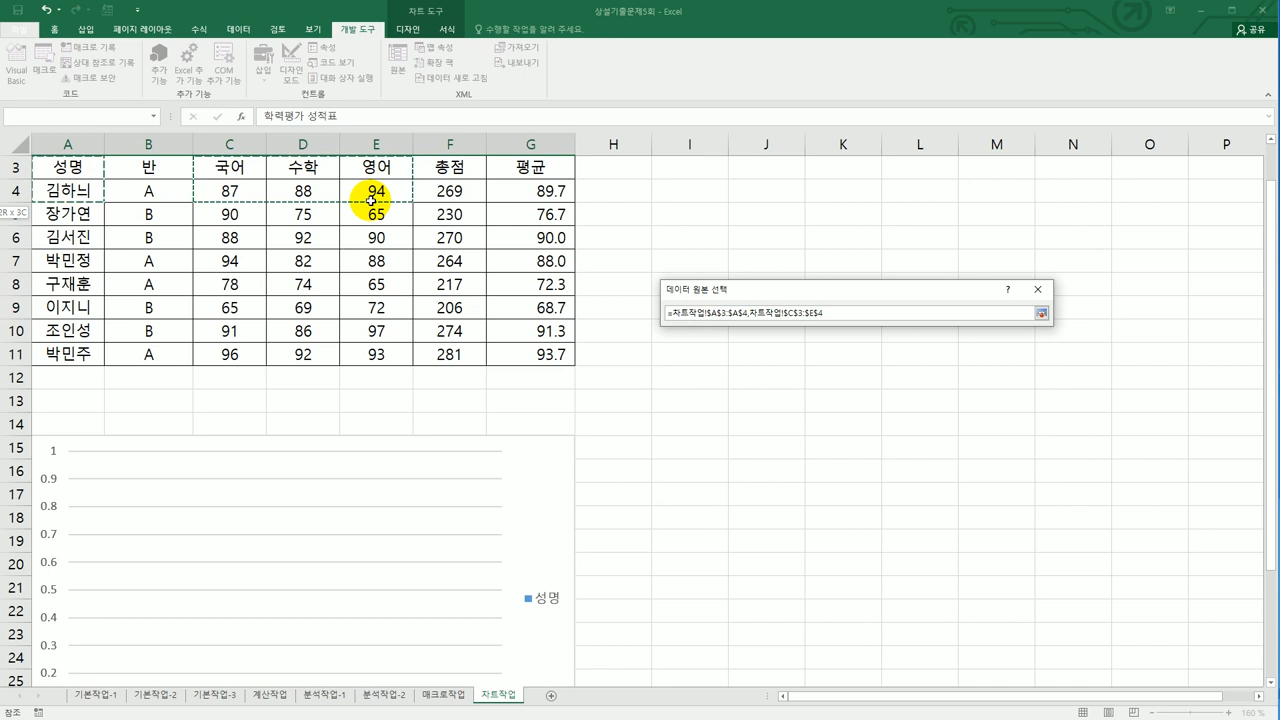 차트 도구
상설기출문제5회 - Excel
파일 홈 삽입 페이지 레이아웃 수식 데이터 검토 보기 개발 도구 디자인 서식 수행할 작업을 알려 주세요. 공유
Visual Basic
매크로
매크로 기록
상대 참조로 기록
매크로 보안
추가 기능
Excel 추가 기능
COM 추가 기능
삽입
디자인 모드
속성
코드 보기
대화 상자 실행
원본
맵 속성
확장 팩
데이터 새로 고침
가져오기
내보내기
코드 추가 기능 컨트롤 XML
fx 학력평가 성적표
A B C D E F G H I J K L M N O P
3 성명 반 국어 수학 영어 총점 평균
4 김하늬 A 87 88 94 269 89.7
장가연 B 90 75 65 230 76.7
2R x 3C
6 김서진 B 88 92 90 270 90.0
7 박민정 A 94 82 88 264 88.0
8 구재훈 A 78 74 65 217 72.3
9 이지니 B 65 69 72 206 68.7
10 조인성 B 91 86 97 274 91.3
11 박민주 A 96 92 93 281 93.7
12
13
14
15
16
17
18
19
20
21
22
23
24
25
데이터 원본 선택 ?
=차트작업!$A$3:$A$4,차트작업!$C$3:$E$4
1
0.9
0.8
0.7
0.6
0.5
0.4
0.3
0.2
성명
기본작업-1 기본작업-2 기본작업-3 계산작업 분석작업-1 분석작업-2 매크로작업 차트작업
참조
160 %